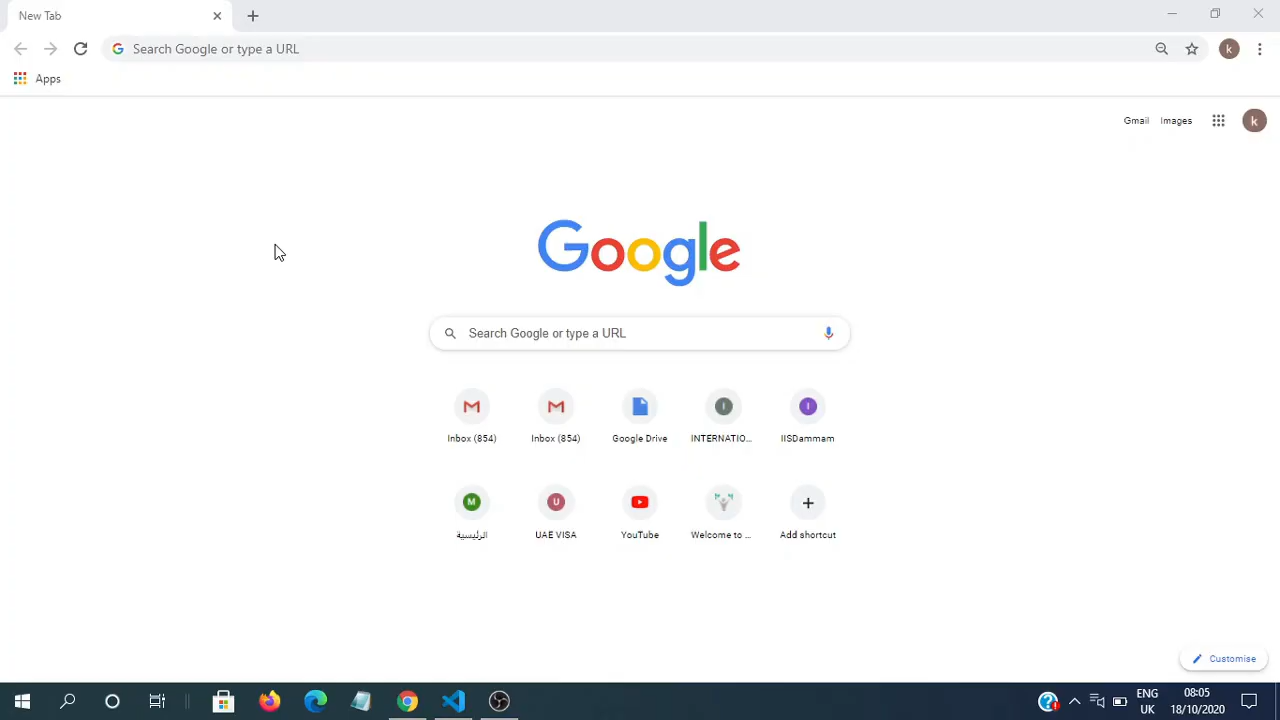 New Tab
Search Google or type a URL
k
Apps
Gmail Images
k
Google
Search Google or type a URL
Inbox (854) Inbox (854) Google Drive INTERNATIO... IISDammam
M U
الرئيسية UAE VISA YouTube Welcome to ... Add shortcut
Customise
ENG 08:05
UK 18/10/2020